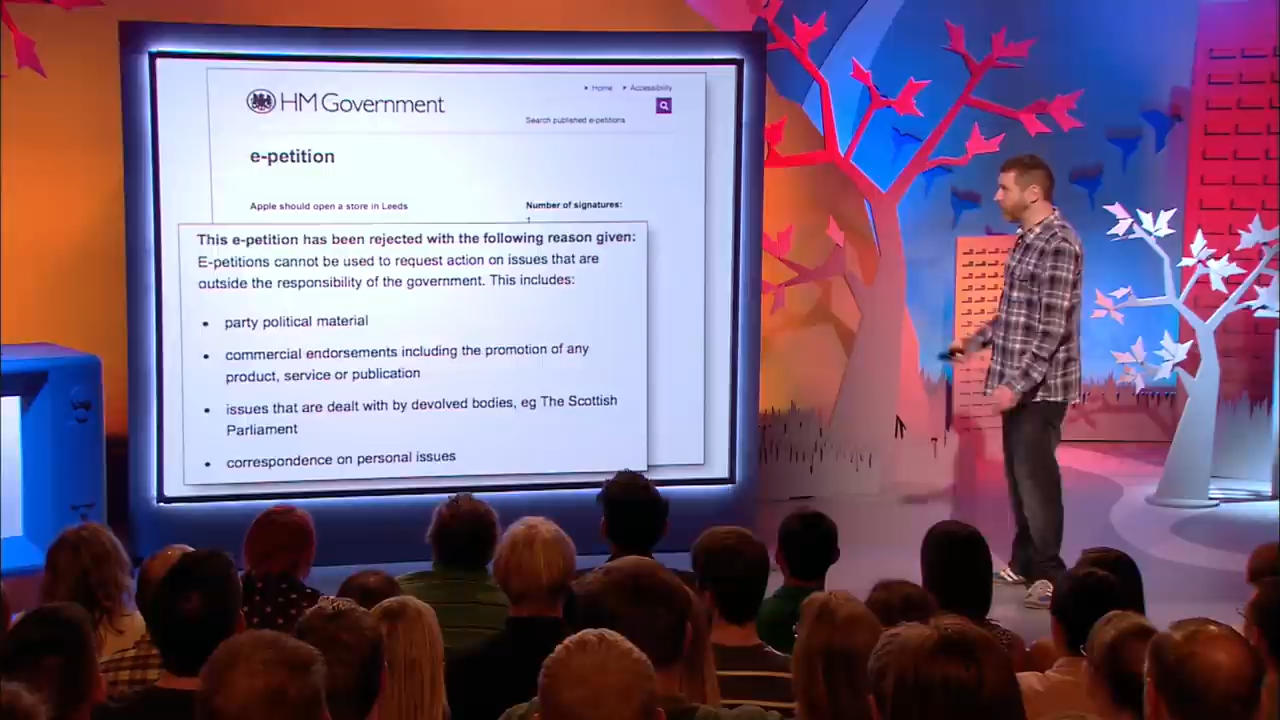 Home
Accessibility
HM Government
Search published e-petitions
e-petition
Apple should open a store in Leeds
Number of signatures:
1
This e-petition has been rejected with the following reason given:
E-petitions cannot be used to request action on issues that are
outside the responsibility of the government. This includes:
• party political material
• commercial endorsements including the promotion of any
product, service or publication
• issues that are dealt with by devolved bodies, eg The Scottish
Parliament
• correspondence on personal issues